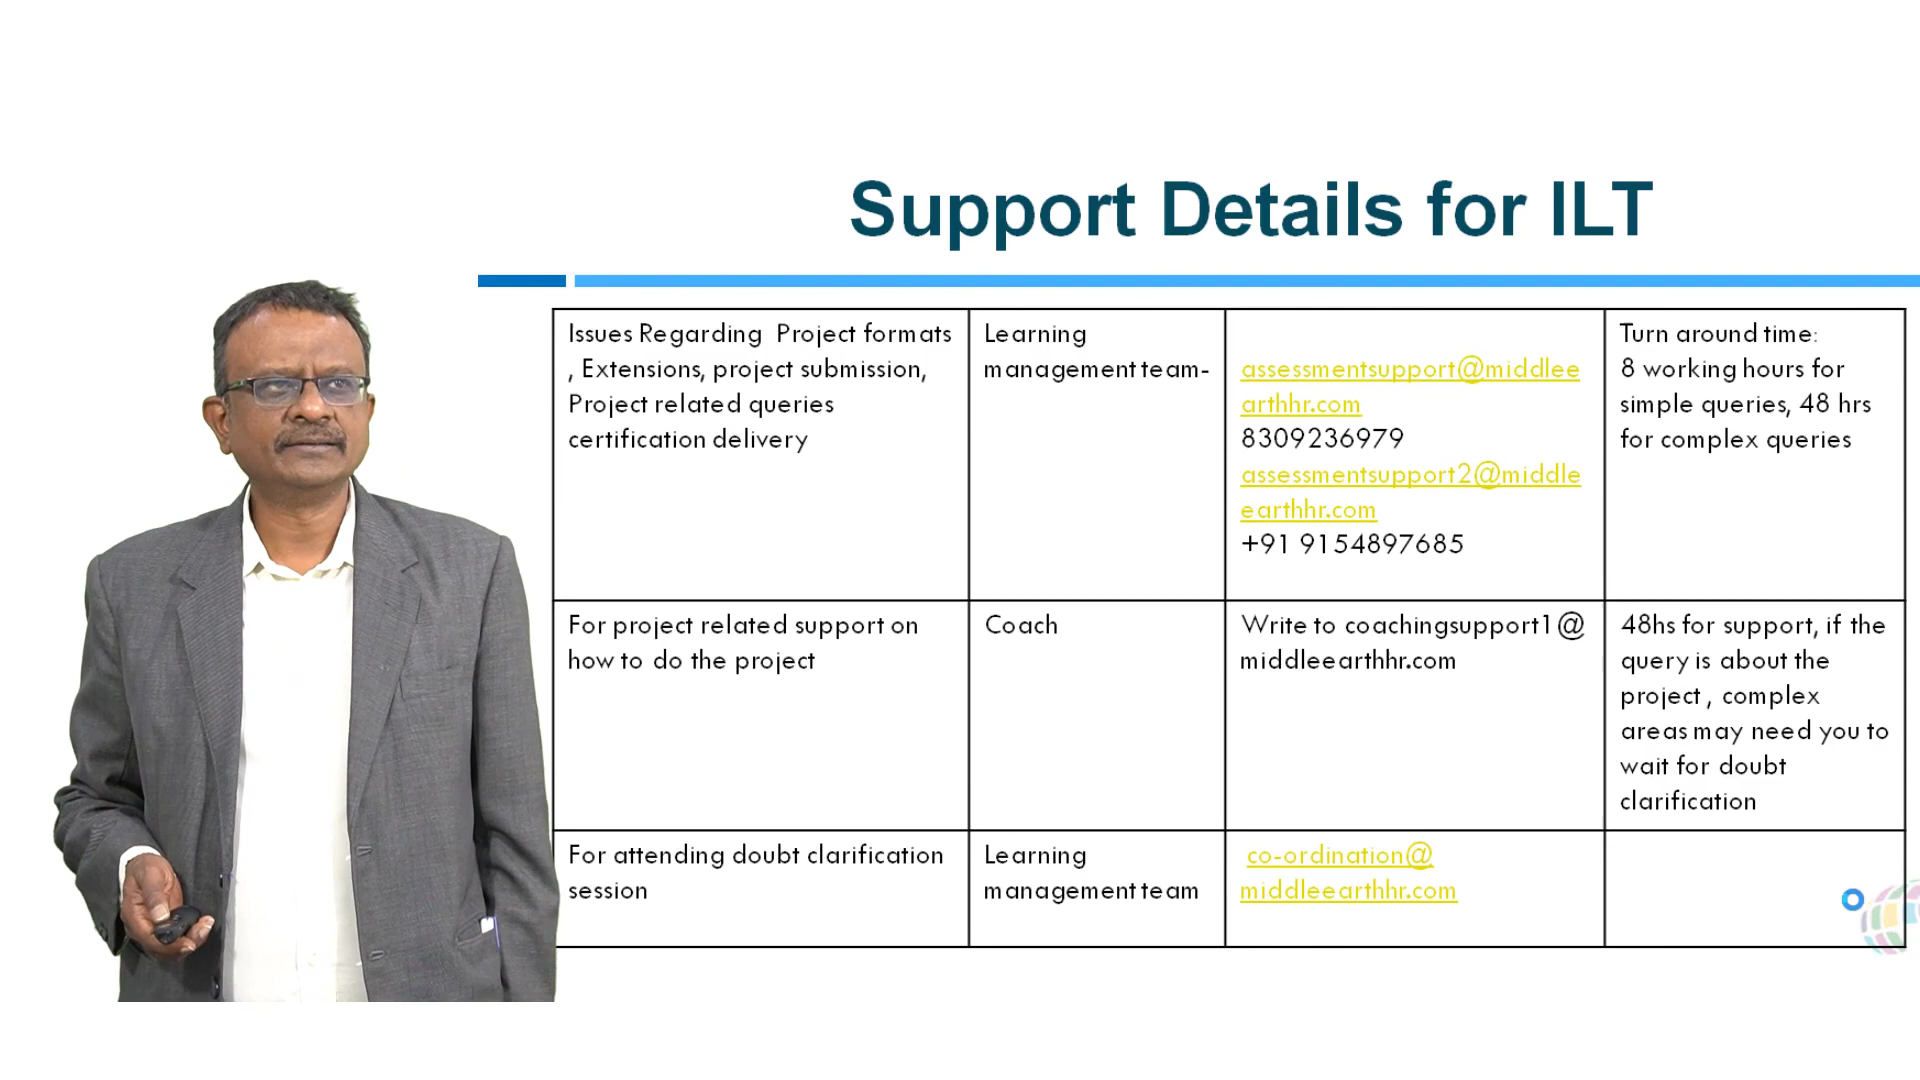 Support Details for ILT
Issues Regarding Project formats
, Extensions, project submission,
Project related queries
certification delivery
Learning
management team-
assessmentsupport@middlee
arthhr.com
8309236979
assessmentsupport2@middle
earthhr.com
+91 9154897685
Turn around time:
8 working hours for
simple queries, 48 hrs
for complex queries
For project related support on
how to do the project
Coach
Write to coachingsupport1@
middleearthhr.com
48hs for support, if the
query is about the
project , complex
areas may need you to
wait for doubt
clarification
For attending doubt clarification
session
Learning
management team
co-ordination@
middleearthhr.com